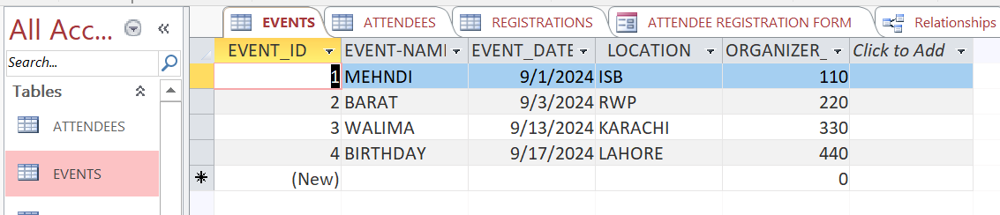 All Acc...
Search...
Tables
ATTENDEES
EVENTS
EVENTS ATTENDEES REGISTRATIONS ATTENDEE REGISTRATION FORM Relationships
EVENT_ID EVENT-NAM EVENT_DATE LOCATION ORGANIZER_ Click to Add
1 MEHNDI 9/1/2024 ISB 110
2 BARAT 9/3/2024 RWP 220
3 WALIMA 9/13/2024 KARACHI 330
4 BIRTHDAY 9/17/2024 LAHORE 440
(New) 0